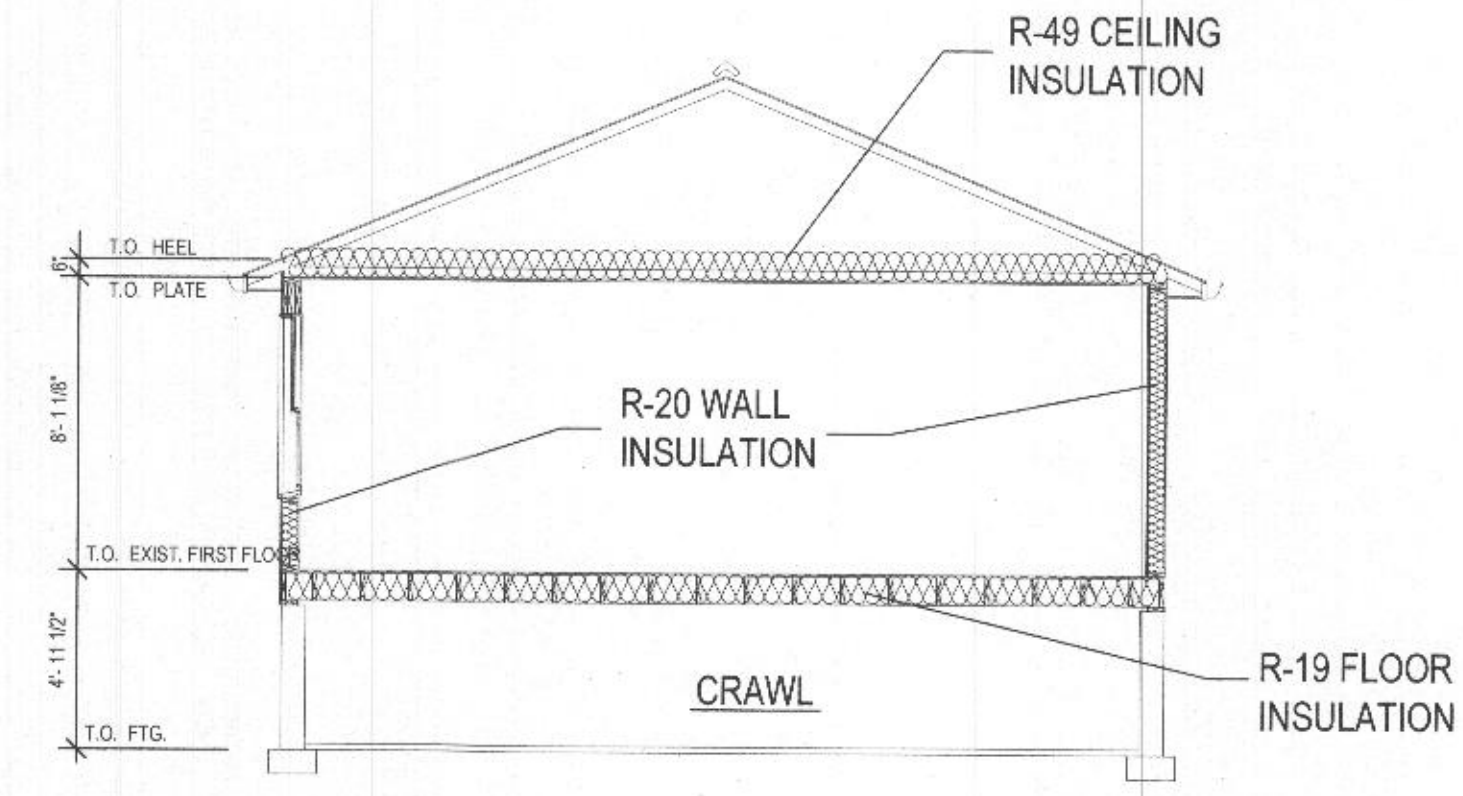 R-49 CEILING
INSULATION
T.O. HEEL
6"
T.O. PLATE
8'- 1 1/8"
R-20 WALL
INSULATION
T.O. EXIST. FIRST FLOOR
4'- 11 1/2"
CRAWL
R-19 FLOOR
INSULATION
T.O. FTG.